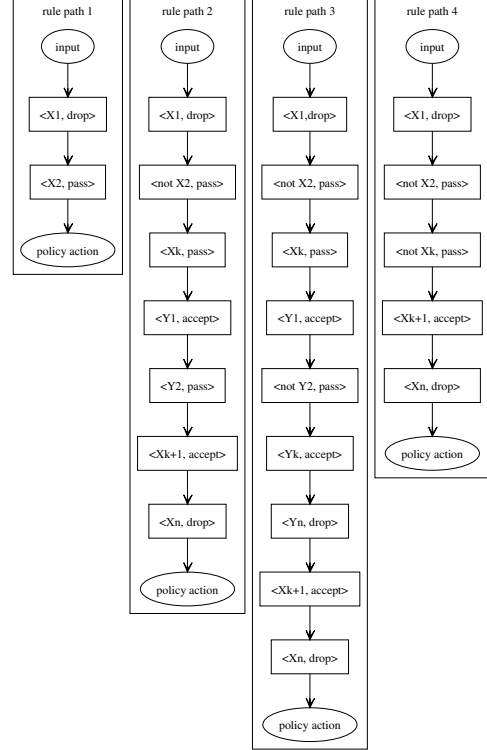 rule path 1
input
<X1, drop>
<X2, pass>
policy action
rule path 2
input
<X1, drop>
<not X2, pass>
<Xk, pass>
<Y1, accept>
<Y2, pass>
<Xk+1, accept>
<Xn, drop>
policy action
rule path 3
input
<X1,drop>
<not X2, pass>
<Xk, pass>
<Y1, accept>
<not Y2, pass>
<Yk, accept>
<Yn, drop>
<Xk+1, accept>
<Xn, drop>
policy action
rule path 4
input
<X1, drop>
<not X2, pass>
<not Xk, pass>
<Xk+1, accept>
<Xn, drop>
policy action